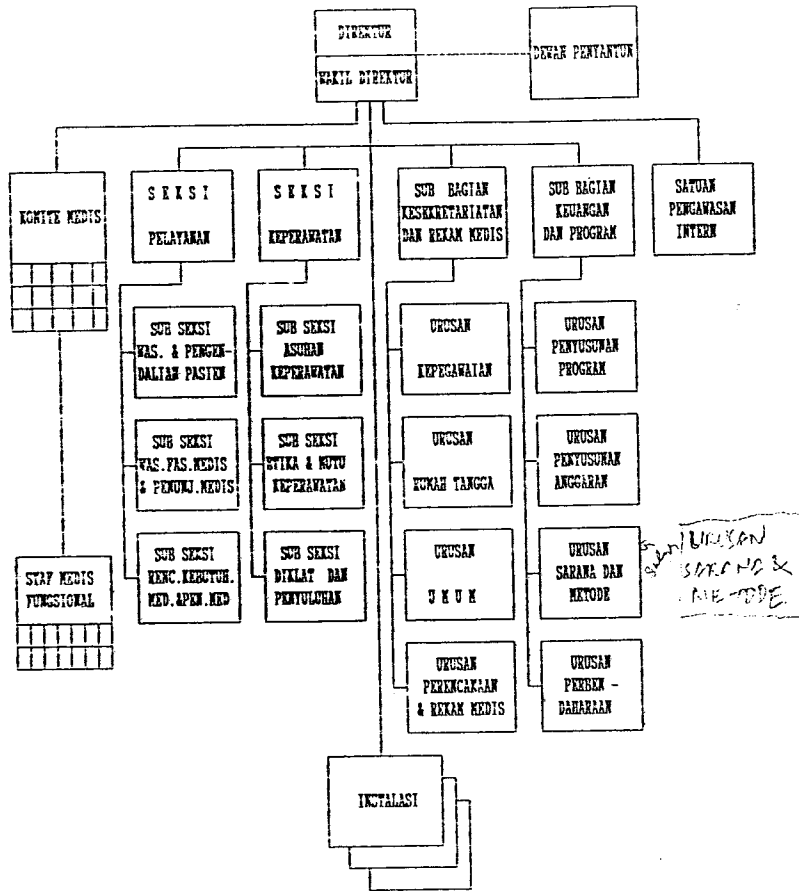 DIREKTUR
WAKIL DIREKTUR
DEWAN PENYANTUN
KOMITE MEDIS
S E K S I
PELAYANAN
S E K S I
KEPERAWATAN
SUB BAGIAN
KESEKRETARIATAN
DAN REKAM MEDIS
SUB BAGIAN
KEUANGAN
DAN PROGRAM
SATUAN
PENGAWASAN
INTERN
SUB SEKSI
WAS. & PENGEN-
DALIAN PASIEN
SUB SEKSI
ASUHAN
KEPERAWATAN
URUSAN
KEPEGAWAIAN
URUSAN
PENYUSUNAN
PROGRAM
SUB SEKSI
WAS.FAS.MEDIS
& PENUNJ.MEDIS
SUB SEKSI
ETIKA & MUTU
KEPERAWATAN
URUSAN
RUMAH TANGGA
URUSAN
PENYUSUNAN
ANGGARAN
STAF MEDIS
FUNGSIONAL
SUB SEKSI
RENC.KEBUTUH.
MED.&PEN.MED
SUB SEKSI
DIKLAT DAN
PENYULUHAN
URUSAN
U M U M
URUSAN
SARANA DAN
METODE
URUSAN
SARANA &
METODE
URUSAN
PERENCAKAAN
& REKAM MEDIS
URUSAN
PERBEN -
DAHARAAN
INSTALASI